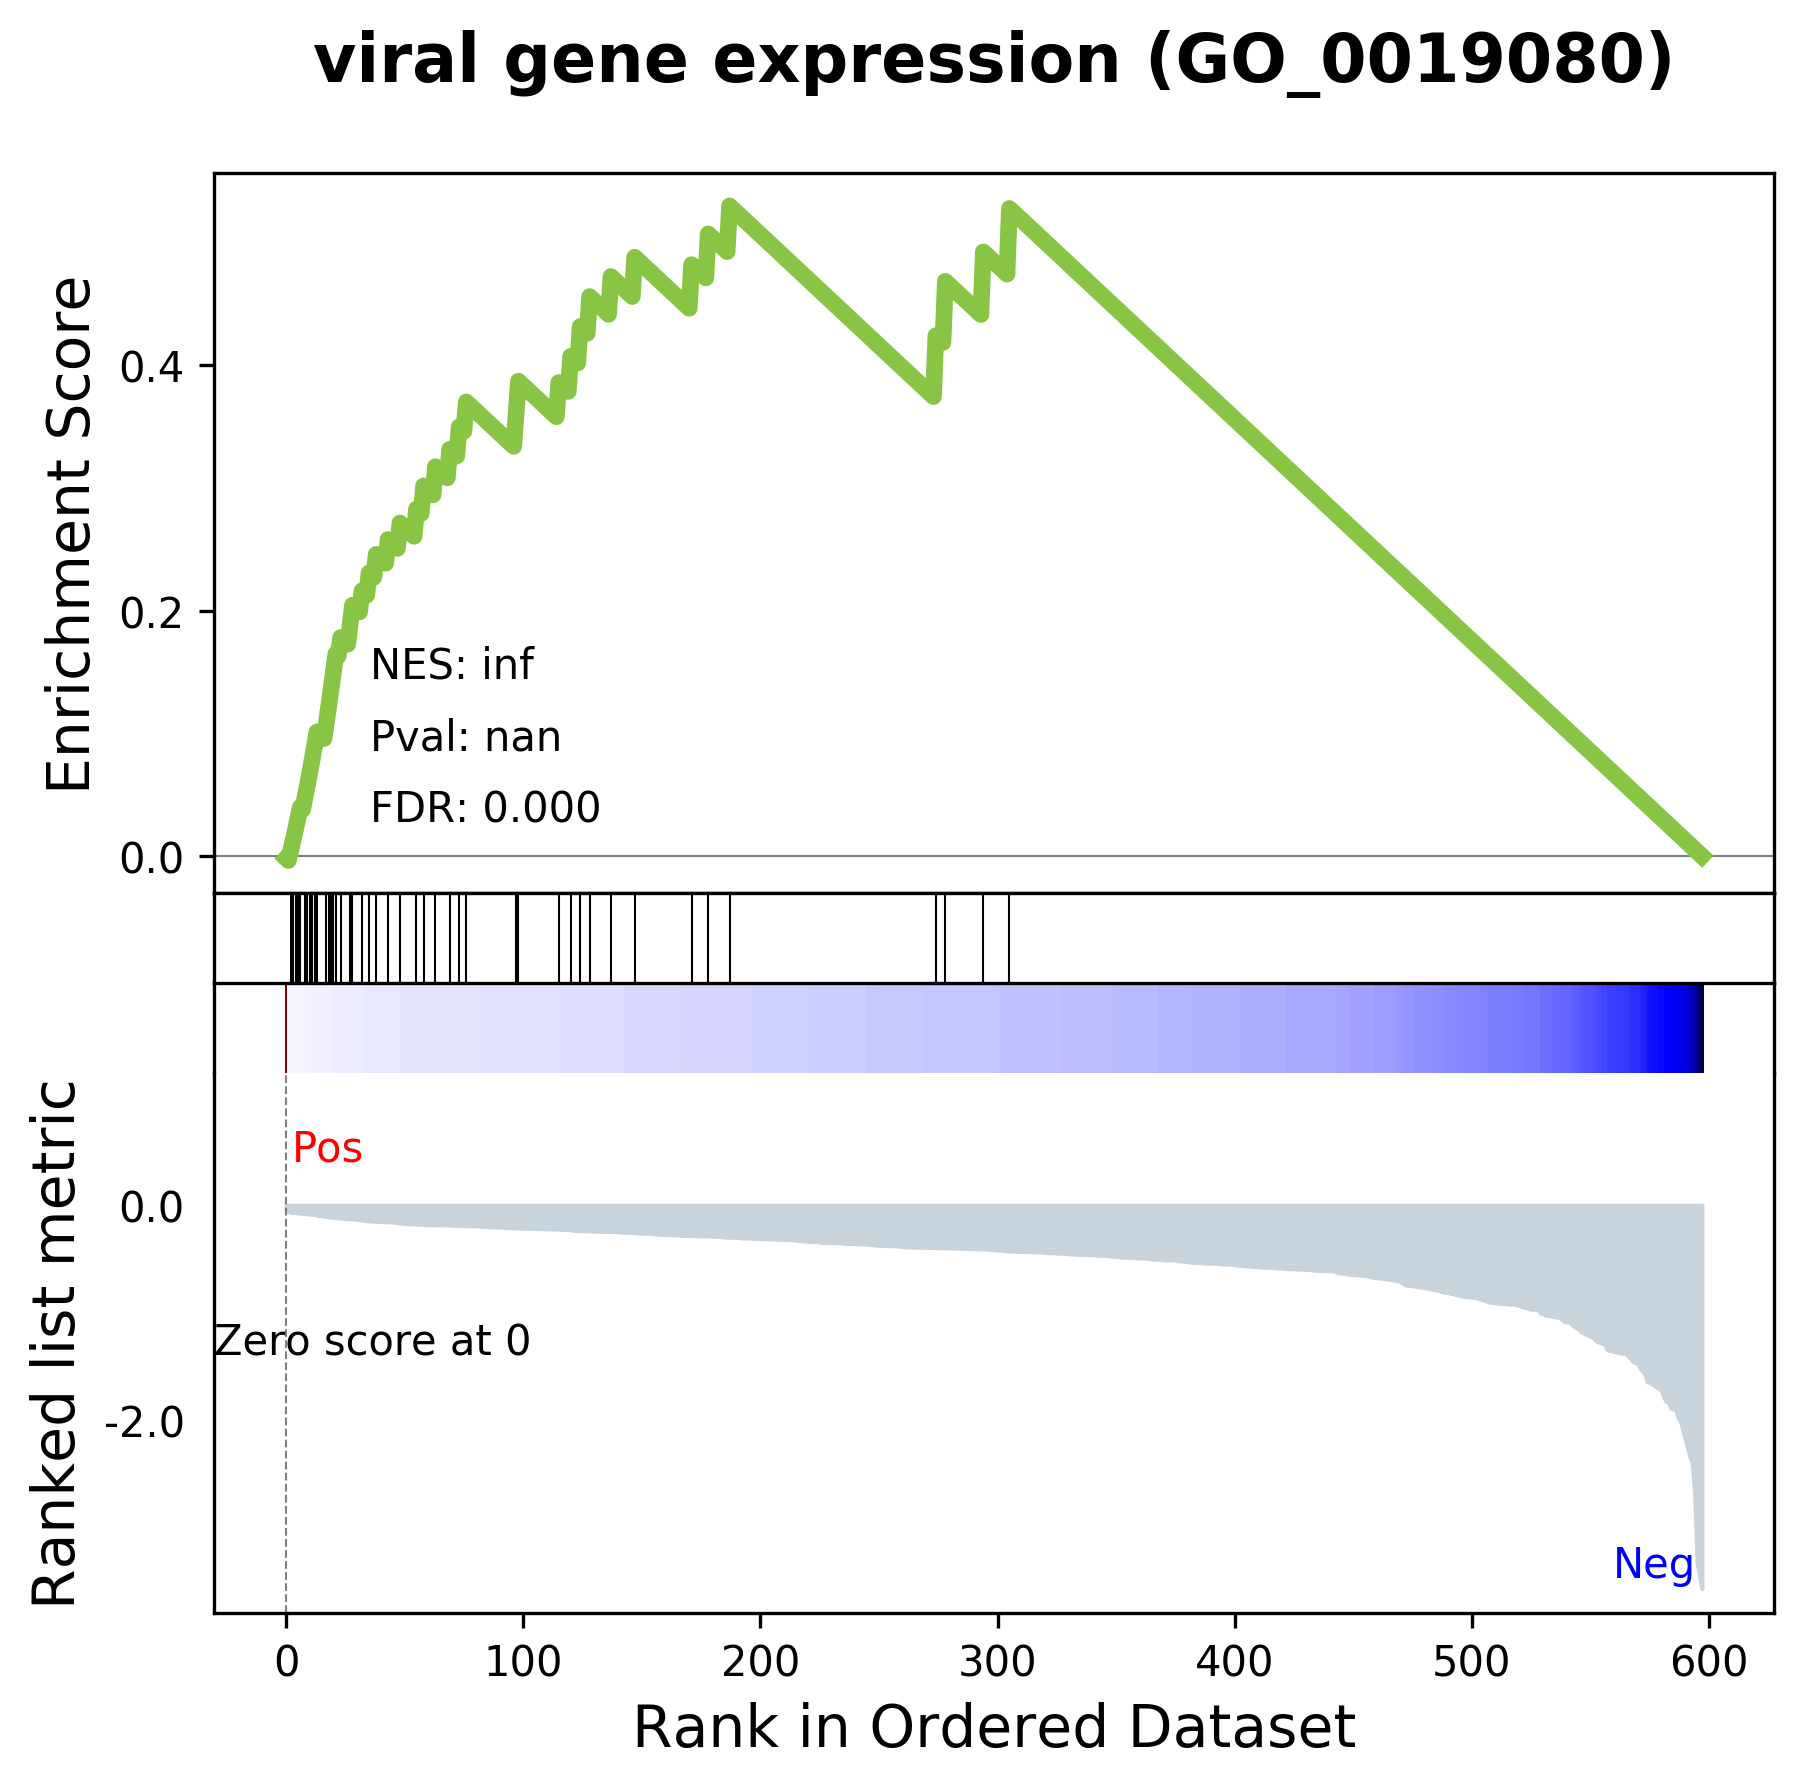 viral gene expression (GO_0019080)
Enrichment Score
0.4
0.2
0.0
NES: inf
Pval: nan
FDR: 0.000
Ranked list metric
Pos
0.0
Zero score at 0
-2.0
Neg
0 100 200 300 400 500 600
Rank in Ordered Dataset